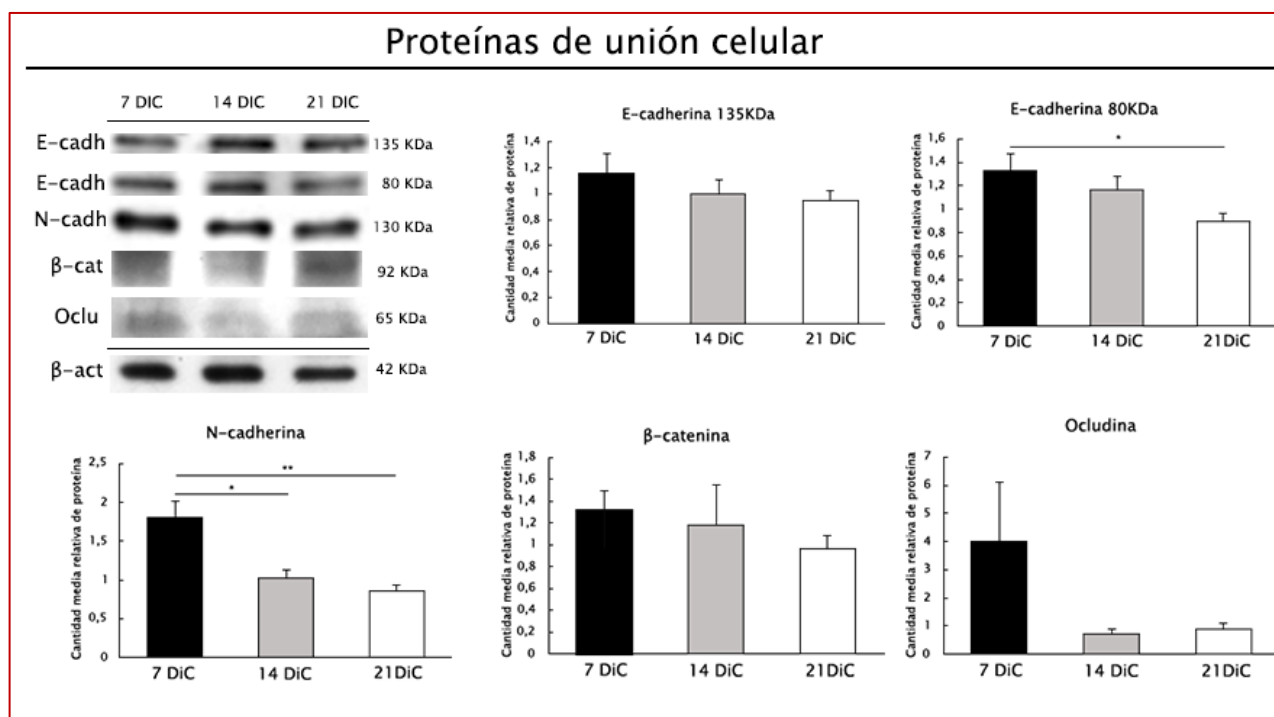 Proteínas de unión celular
7 DIC 14 DIC 21 DIC
E-cadh 135 KDa
E-cadh 80 KDa
N-cadh 130 KDa
β-cat 92 KDa
Oclu 65 KDa
β-act 42 KDa
E-cadherina 135KDa
Cantidad media relativa de proteína
1,4
1,2
1
0,8
0,6
0,4
0,2
0
7 DiC 14 DiC 21 DiC
E-cadherina 80KDa
Cantidad media relativa de proteína
1,6
1,4
1,2
1
0,8
0,6
0,4
0,2
0
*
7 DiC 14 DiC 21DiC
N-cadherina
Cantidad media relativa de proteína
2,5
2
1,5
1
0,5
0
**
*
7 DiC 14 DiC 21DiC
β-catenina
Cantidad media relativa de proteína
1,8
1,6
1,4
1,2
1
0,8
0,6
0,4
0,2
0
7 DiC 14 DiC 21DiC
Ocludina
Cantidad media relativa de proteína
7
6
5
4
3
2
1
0
7 DiC 14 DiC 21DiC